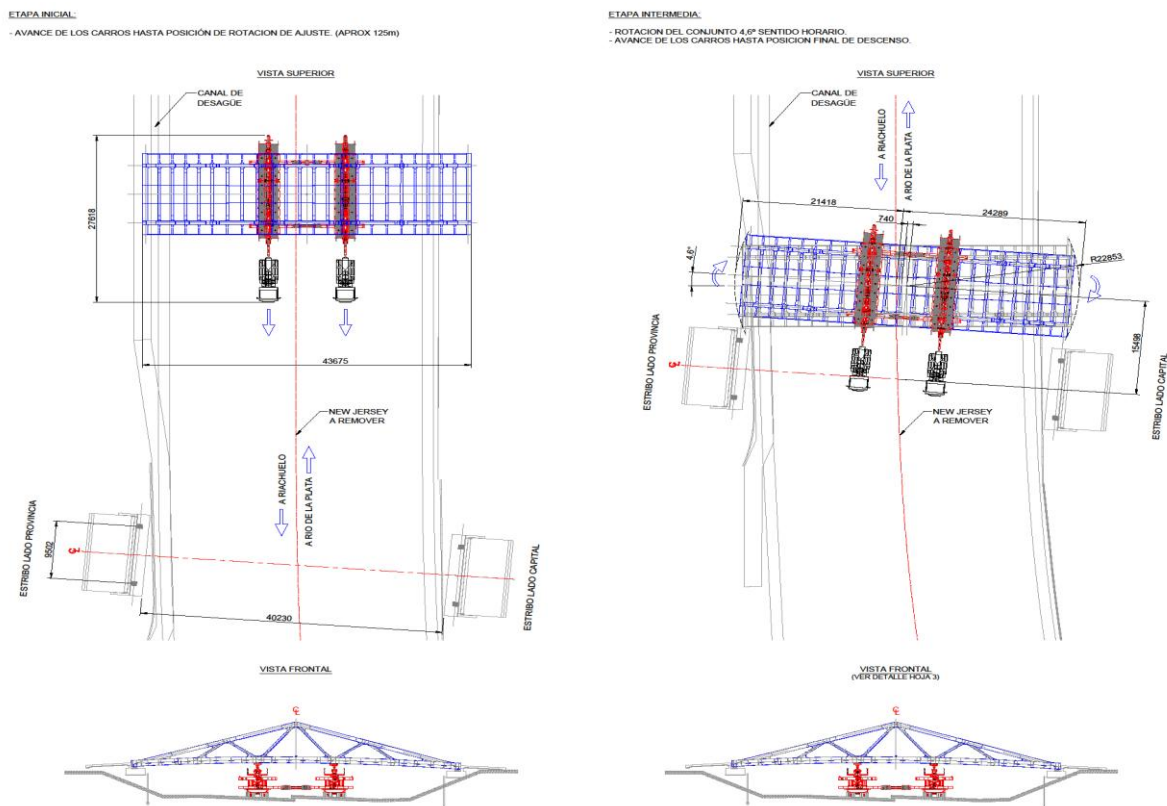 ETAPA INICIAL:
- AVANCE DE LOS CARROS HASTA POSICIÓN DE ROTACION DE AJUSTE. (APROX 125m)
VISTA SUPERIOR
CANAL DE
DESAGÜE
27618
43675
NEW JERSEY
A REMOVER
A RIACHUELO
A RIO DE LA PLATA
ESTRIBO LADO PROVINCIA
9502
40230
ESTRIBO LADO CAPITAL
VISTA FRONTAL
ETAPA INTERMEDIA:
- ROTACION DEL CONJUNTO 4,6º SENTIDO HORARIO.
- AVANCE DE LOS CARROS HASTA POSICION FINAL DE DESCENSO.
VISTA SUPERIOR
CANAL DE
DESAGÜE
A RIACHUELO
A RIO DE LA PLATA
21418
740
24289
4,6°
R22853
15498
ESTRIBO LADO PROVINCIA
ESTRIBO LADO CAPITAL
NEW JERSEY
A REMOVER
VISTA FRONTAL
(VER DETALLE HOJA 3)